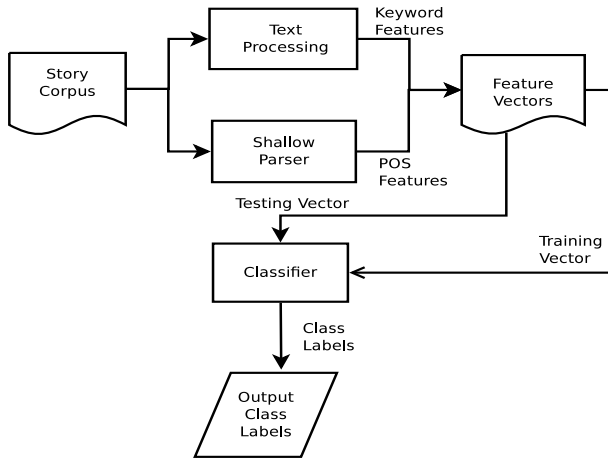 Story
Corpus
Text
Processing
Keyword
Features
Shallow
Parser
POS
Features
Feature
Vectors
Testing Vector
Training
Vector
Classifier
Class
Labels
Output
Class
Labels